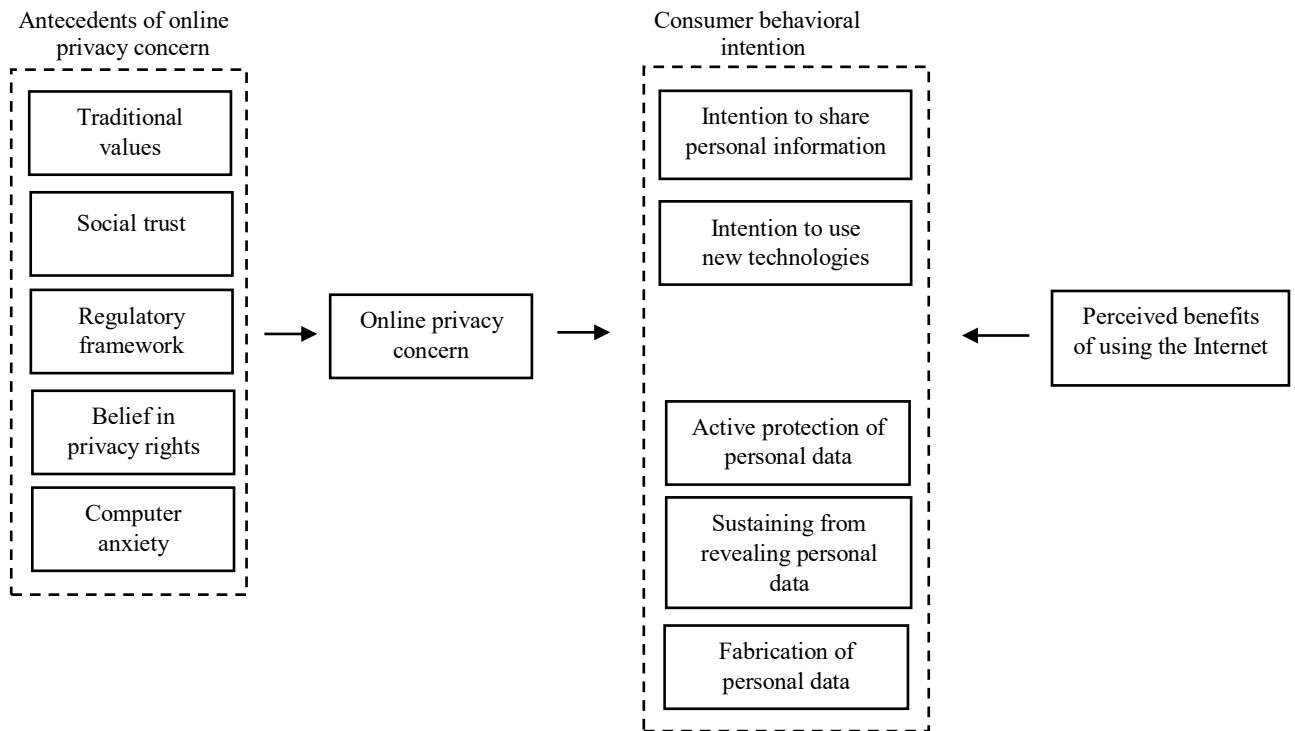 Antecedents of online
privacy concern
Traditional
values
Social trust
Regulatory
framework
Belief in
privacy rights
Computer
anxiety
Online privacy
concern
Consumer behavioral
intention
Intention to share
personal information
Intention to use
new technologies
Active protection of
personal data
Sustaining from
revealing personal
data
Fabrication of
personal data
Perceived benefits
of using the Internet